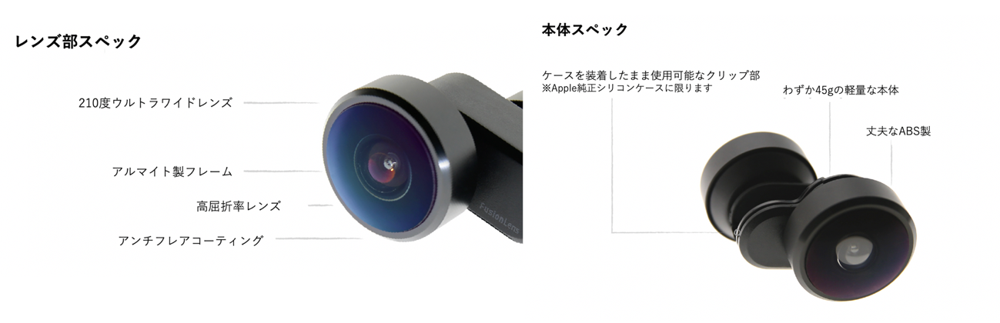 レンズ部スペック
210度ウルトラワイドレンズ
アルマイト製フレーム
高屈折率レンズ
アンチフレアコーティング
FusionLens
本体スペック
ケースを装着したまま使用可能なクリップ部
※Apple純正シリコンケースに限ります
わずか45gの軽量な本体
丈夫なABS製